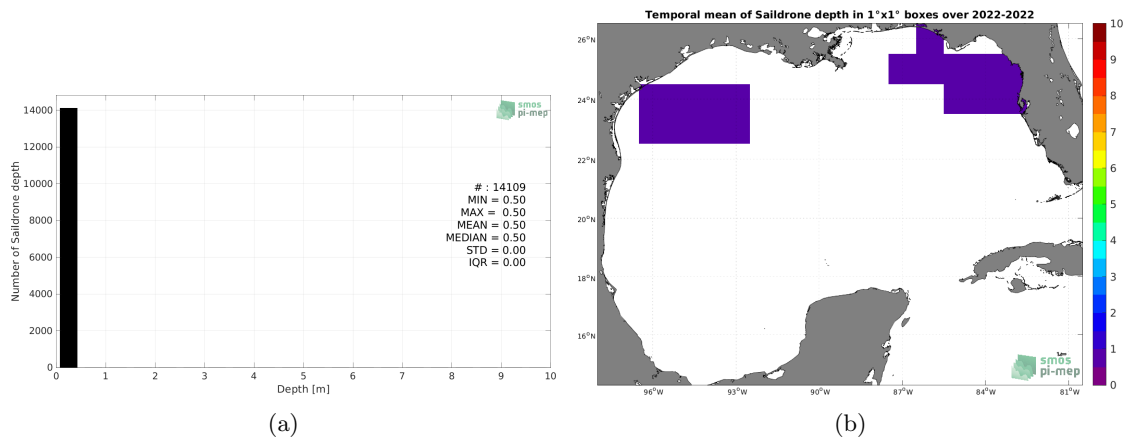 Temporal mean of Saildrone depth in 1°x1° boxes over 2022-2022
14000
12000
10000
8000
6000
4000
2000
0
Number of Saildrone depth
0 1 2 3 4 5 6 7 8 9 10
Depth [m]
smos
pi-mep
# : 14109
MIN = 0.50
MAX = 0.50
MEAN = 0.50
MEDIAN = 0.50
STD = 0.00
IQR = 0.00
(a)
26°N
24°N
22°N
20°N
18°N
16°N
96°W 93°W 90°W 87°W 84°W 81°W
smos
pi-mep
10
9
8
7
6
5
4
3
2
1
0
(b)